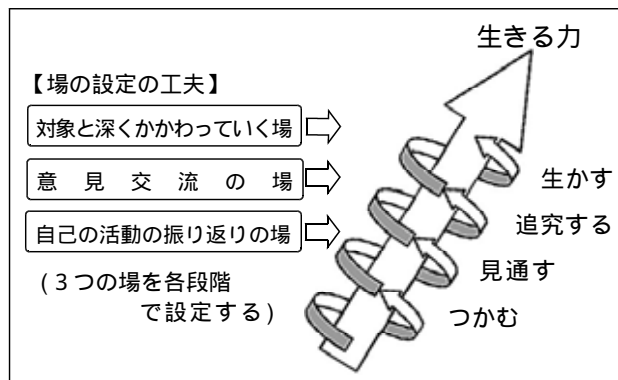 生きる力
【場の設定の工夫】
対象と深くかかわっていく場
意見交流の場
自己の活動の振り返りの場
(３つの場を各段階
で設定する)
生かす
追究する
見通す
つかむ